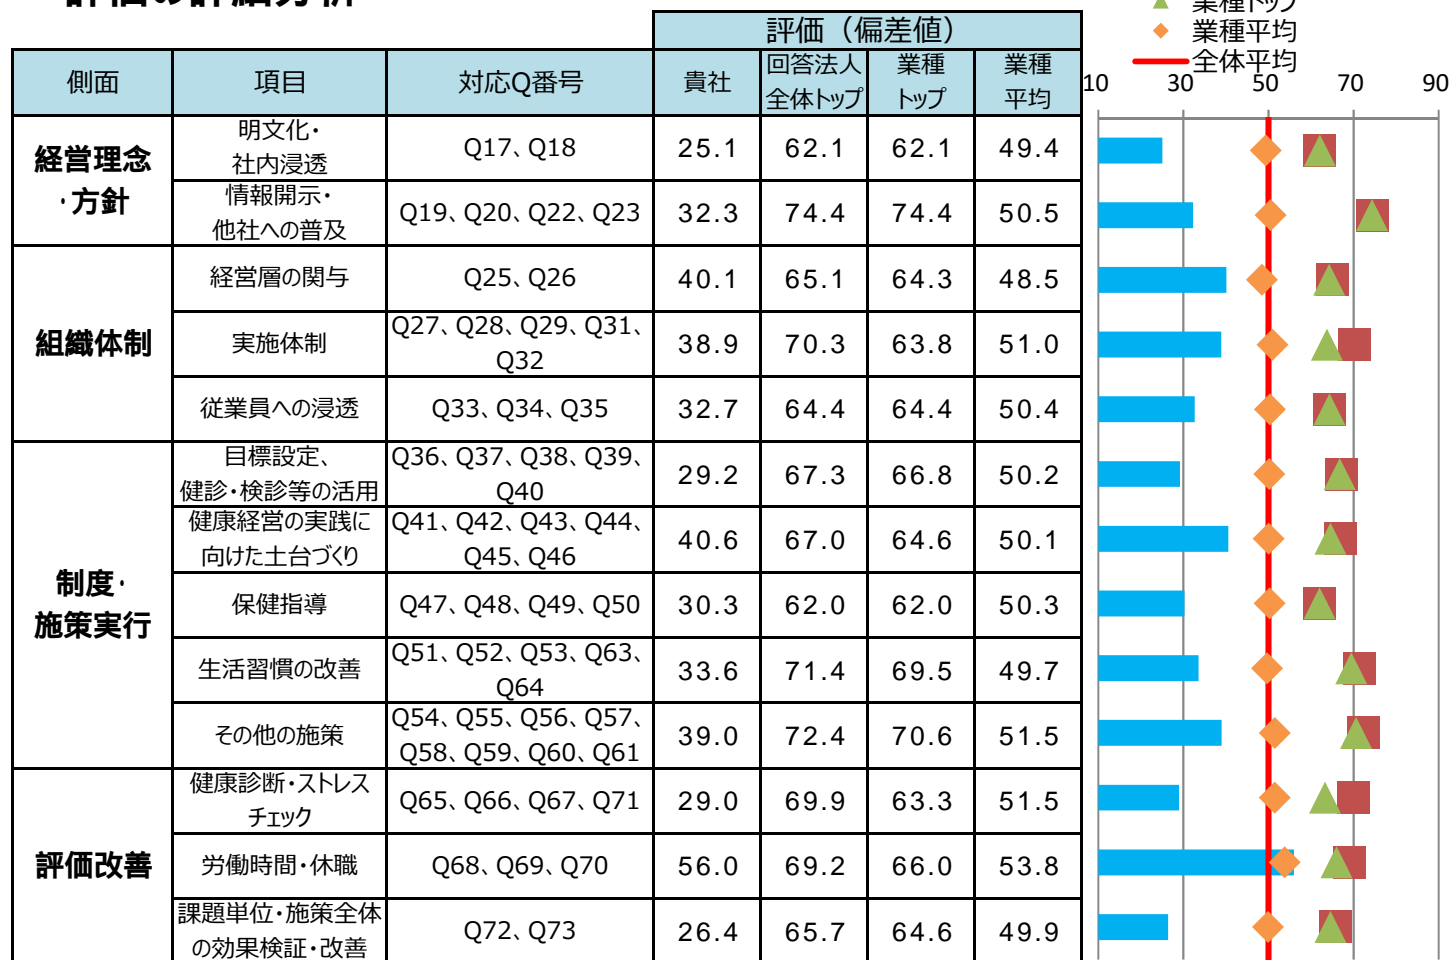 評価の詳細分析
業種トップ
業種平均
全体平均
評価（偏差値）
側面 項目 対応Q番号 貴社 回答法人全体トップ 業種トップ 業種平均
10 30 50 70 90
経営理念・方針
明文化・社内浸透 Q17、Q18 25.1 62.1 62.1 49.4
情報開示・他社への普及 Q19、Q20、Q22、Q23 32.3 74.4 74.4 50.5
組織体制
経営層の関与 Q25、Q26 40.1 65.1 64.3 48.5
実施体制 Q27、Q28、Q29、Q31、Q32 38.9 70.3 63.8 51.0
従業員への浸透 Q33、Q34、Q35 32.7 64.4 64.4 50.4
制度・施策実行
目標設定、健診・検診等の活用 Q36、Q37、Q38、Q39、Q40 29.2 67.3 66.8 50.2
健康経営の実践に向けた土台づくり Q41、Q42、Q43、Q44、Q45、Q46 40.6 67.0 64.6 50.1
保健指導 Q47、Q48、Q49、Q50 30.3 62.0 62.0 50.3
生活習慣の改善 Q51、Q52、Q53、Q63、Q64 33.6 71.4 69.5 49.7
その他の施策 Q54、Q55、Q56、Q57、Q58、Q59、Q60、Q61 39.0 72.4 70.6 51.5
評価改善
健康診断・ストレスチェック Q65、Q66、Q67、Q71 29.0 69.9 63.3 51.5
労働時間・休職 Q68、Q69、Q70 56.0 69.2 66.0 53.8
課題単位・施策全体の効果検証・改善 Q72、Q73 26.4 65.7 64.6 49.9